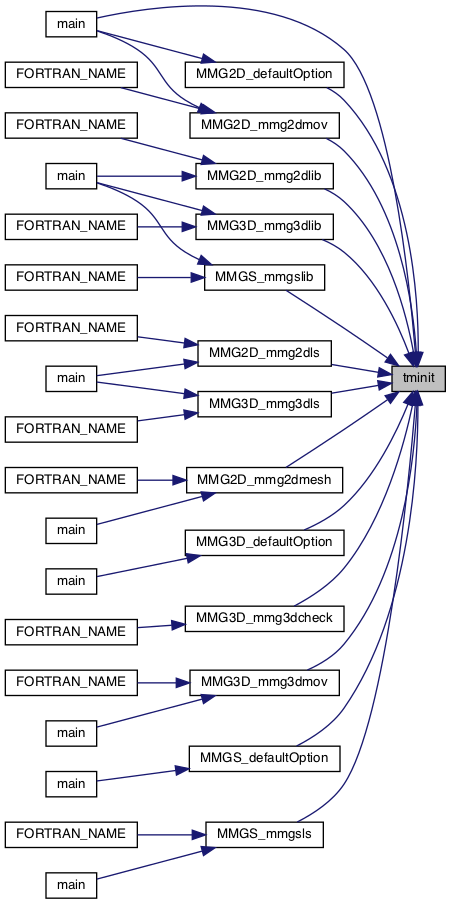 main
FORTRAN_NAME
MMG2D_defaultOption
FORTRAN_NAME
MMG2D_mmg2dmov
main
MMG2D_mmg2dlib
FORTRAN_NAME
MMG3D_mmg3dlib
FORTRAN_NAME
MMGS_mmgslib
FORTRAN_NAME
MMG2D_mmg2dls
main
tminit
MMG3D_mmg3dls
FORTRAN_NAME
FORTRAN_NAME
MMG2D_mmg2dmesh
main
MMG3D_defaultOption
main
MMG3D_mmg3dcheck
FORTRAN_NAME
FORTRAN_NAME
MMG3D_mmg3dmov
main
MMGS_defaultOption
main
FORTRAN_NAME
MMGS_mmgsls
main